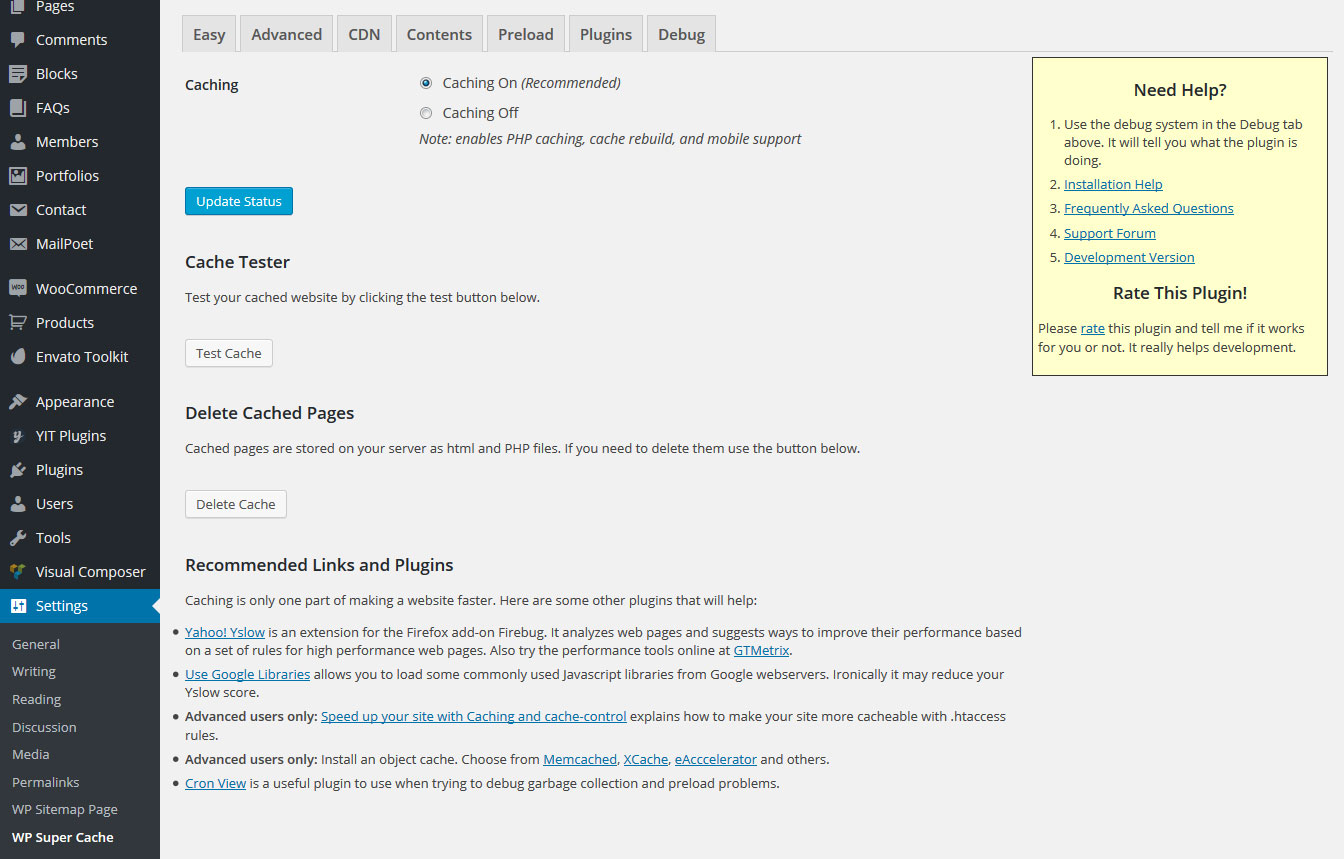 Pages
Comments
Blocks
FAQs
Members
Portfolios
Contact
MailPoet
WooCommerce
Products
Envato Toolkit
Appearance
YIT Plugins
Plugins
Users
Tools
Visual Composer
Settings
General
Writing
Reading
Discussion
Media
Permalinks
WP Sitemap Page
WP Super Cache
Easy Advanced CDN Contents Preload Plugins Debug
Caching
Caching On (Recommended)
Caching Off
Note: enables PHP caching, cache rebuild, and mobile support
Update Status
Cache Tester
Test your cached website by clicking the test button below.
Test Cache
Delete Cached Pages
Cached pages are stored on your server as html and PHP files. If you need to delete them use the button below.
Delete Cache
Recommended Links and Plugins
Caching is only one part of making a website faster. Here are some other plugins that will help:
• Yahoo! Yslow is an extension for the Firefox add-on Firebug. It analyzes web pages and suggests ways to improve their performance based
on a set of rules for high performance web pages. Also try the performance tools online at GTMetrix.
• Use Google Libraries allows you to load some commonly used Javascript libraries from Google webservers. Ironically it may reduce your
Yslow score.
• Advanced users only: Speed up your site with Caching and cache-control explains how to make your site more cacheable with .htaccess
rules.
• Advanced users only: Install an object cache. Choose from Memcached, XCache, eAcccelerator and others.
• Cron View is a useful plugin to use when trying to debug garbage collection and preload problems.
Need Help?
1. Use the debug system in the Debug tab
above. It will tell you what the plugin is
doing.
2. Installation Help
3. Frequently Asked Questions
4. Support Forum
5. Development Version
Rate This Plugin!
Please rate this plugin and tell me if it works
for you or not. It really helps development.